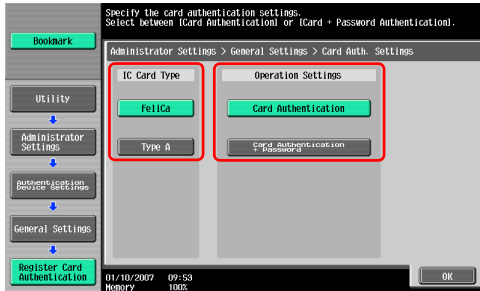 Specify the card authentication settings.
Select between [Card Authentication] or [Card + Password Authentication].
Bookmark
Administrator Settings > General Settings > Card Auth. Settings
IC Card Type
Operation Settings
FeliCa
Card Authentication
Type A
Card Authentication
+ Password
Utility
Administrator
Settings
Authentication
Device Settings
General Settings
Register Card
Authentication
01/10/2007 09:53
Memory 100%
OK